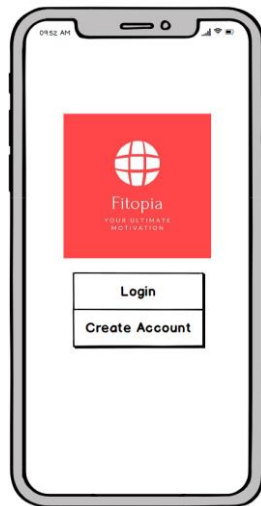 09:52 AM
Fitopia
YOUR ULTIMATE
MOTIVATION
Login
Create Account